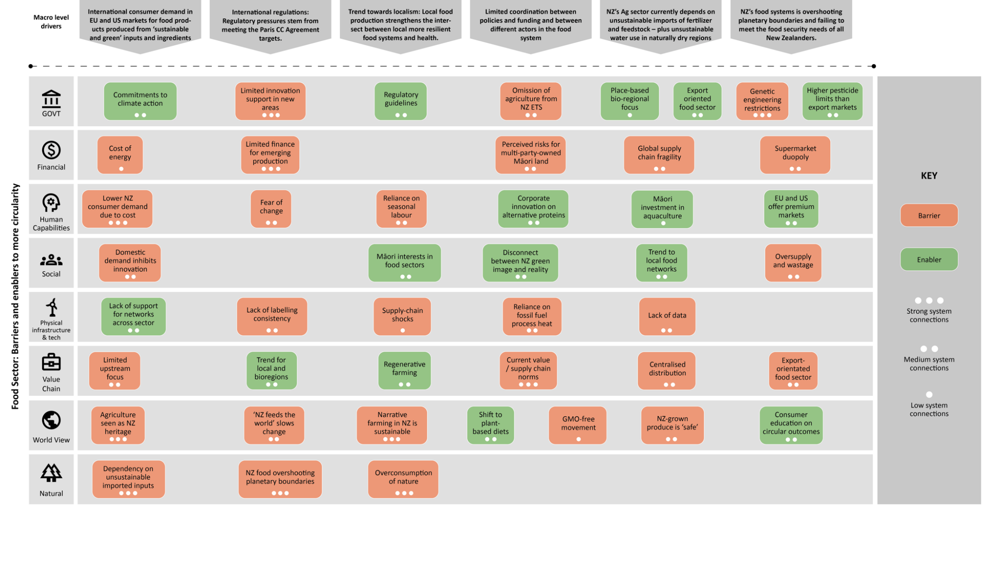 Macro level
drivers
International consumer demand in
EU and US markets for food prod-
ucts produced from ‘sustainable
and green’ inputs and ingredients
International regulations:
Regulatory pressures stem from
meeting the Paris CC Agreement
targets.
Trend towards localism: Local food
production strengthens the inter-
sect between local more resilient
food systems and health.
Limited coordination between
policies and funding and between
different actors in the food
system
NZ’s Ag sector currently depends on
unsustainable imports of fertilizer
and feedstock – plus unsustainable
water use in naturally dry regions
NZ’s food systems is overshooting
planetary boundaries and failing to
meet the food security needs of all
New Zealanders.
Food Sector: Barriers and enablers to more circularity
GOVT
Commitments to
climate action
Limited innovation
support in new
areas
Regulatory
guidelines
Omission of
agriculture from
NZ ETS
Place-based
bio-regional
focus
Export
oriented
food sector
Genetic
engineering
restrictions
Higher pesticide
limits than
export markets
Financial
Cost of
energy
Limited finance
for emerging
production
Perceived risks for
multi-party-owned
Māori land
Global supply
chain fragility
Supermarket
duopoly
Human
Capabilities
Lower NZ
consumer demand
due to cost
Fear of
change
Reliance on
seasonal
labour
Corporate
innovation on
alternative proteins
Māori
investment in
aquaculture
EU and US
offer premium
markets
Social
Domestic
demand inhibits
innovation
Māori interests in
food sectors
Disconnect
between NZ green
image and reality
Trend to
local food
networks
Oversupply
and wastage
Physical
infrastructure
& tech
Lack of support
for networks
across sector
Lack of labelling
consistency
Supply-chain
shocks
Reliance on
fossil fuel
process heat
Lack of data
Value
Chain
Limited
upstream
focus
Trend for
local and
bioregions
Regenerative
farming
Current value
/ supply chain
norms
Centralised
distribution
Export-
orientated
food sector
World View
Agriculture
seen as NZ
heritage
‘NZ feeds the
world’ slows
change
Narrative
farming in NZ is
sustainable
Shift to
plant-
based diets
GMO-free
movement
NZ-grown
produce is ‘safe’
Consumer
education on
circular outcomes
Natural
Dependency on
unsustainable
imported inputs
NZ food overshooting
planetary boundaries
Overconsumption
of nature
KEY
Barrier
Enabler
Strong system
connections
Medium system
connections
Low system
connections